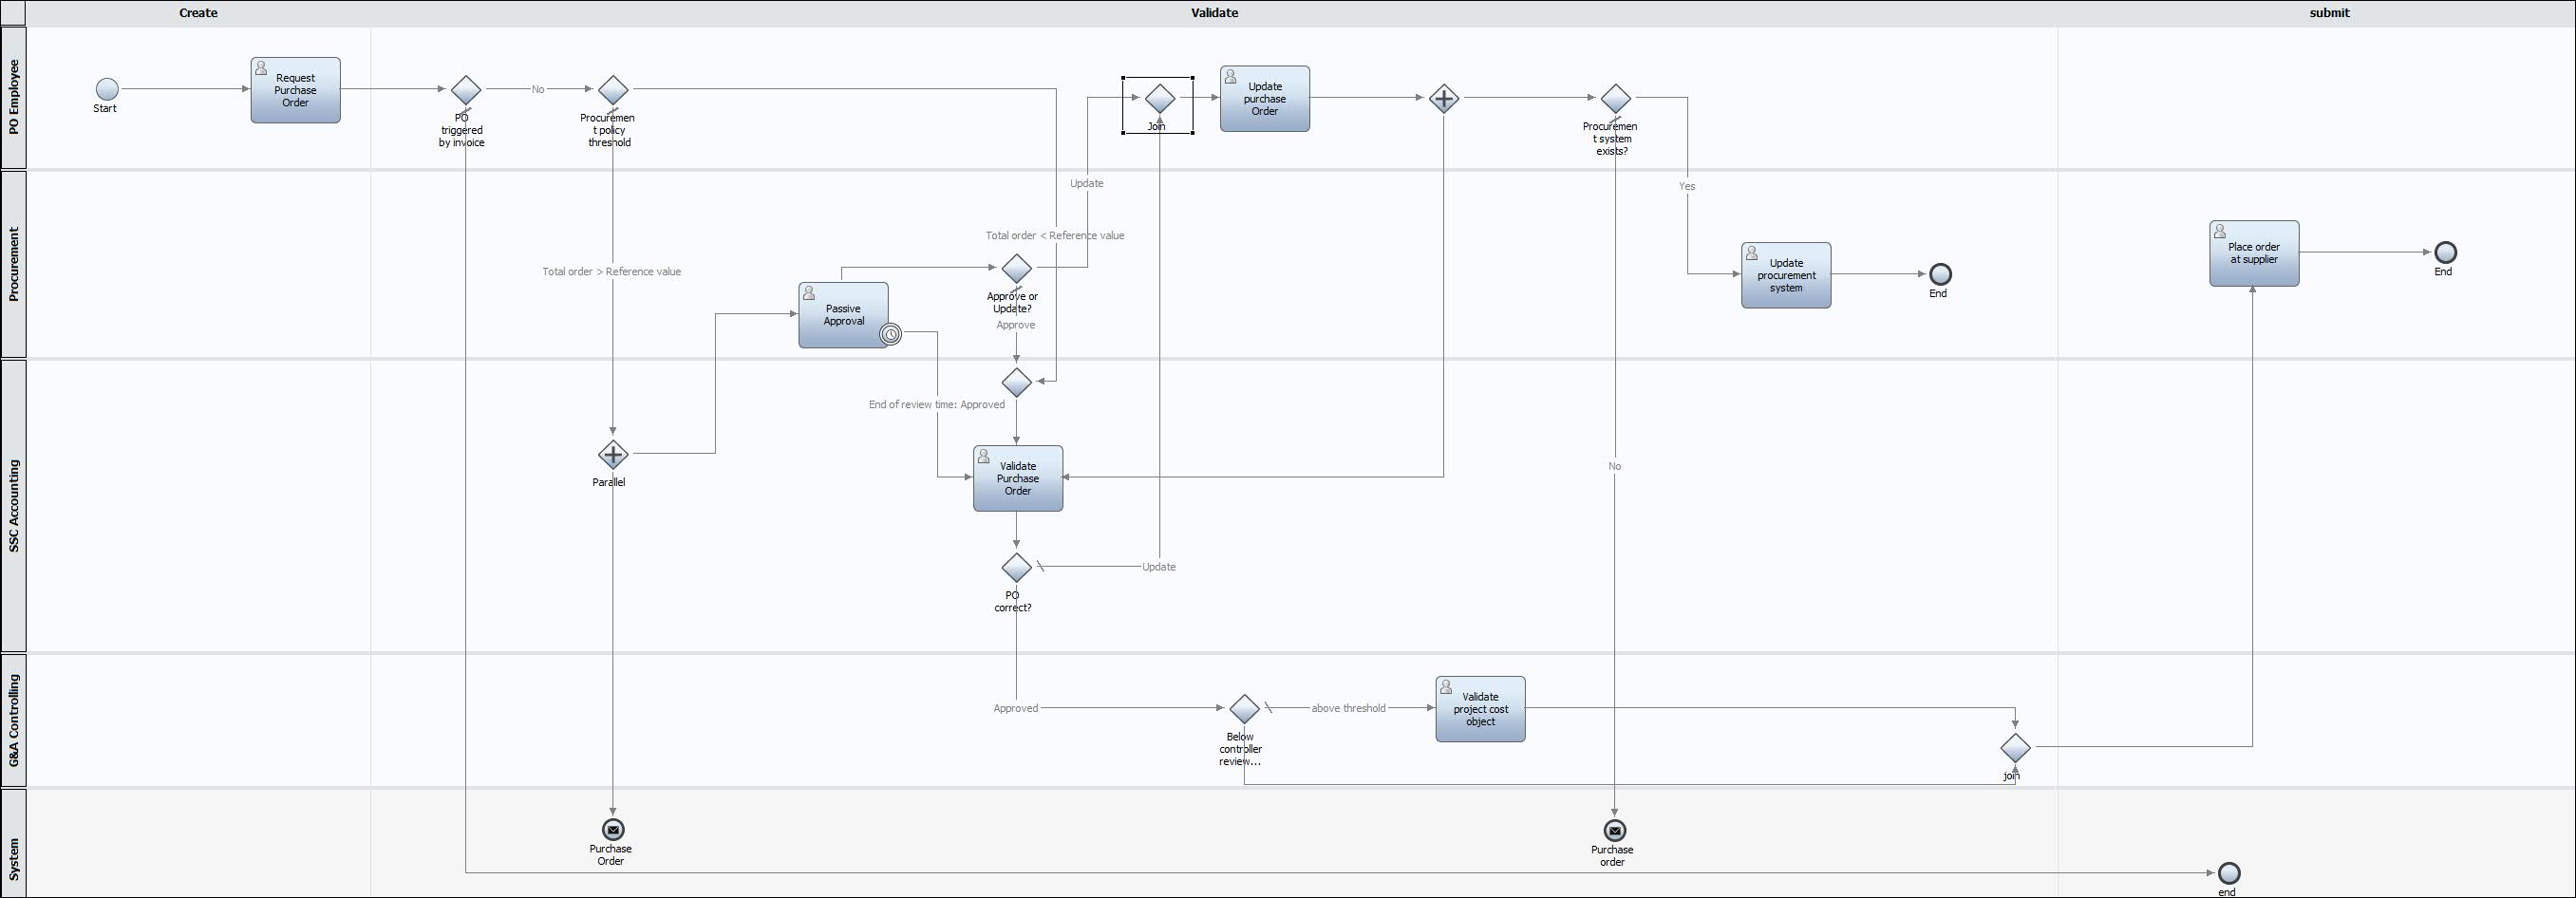 Create
Validate
submit
PO Employee
Start
Request
Purchase
Order
PO
triggered
by invoice
No
Procuremen
t policy
threshold
Join
Update
purchase
Order
Procuremen
t system
exists?
Procurement
Update
Yes
Total order < Reference value
Total order > Reference value
Passive
Approval
Approve or
Update?
Approve
Update
procurement
system
End
Place order
at supplier
End
SSC Accounting
End of review time: Approved
Parallel
Validate
Purchase
Order
No
Update
PO
correct?
G&A Controlling
Approved
Below
controller
review...
above threshold
Validate
project cost
object
join
System
Purchase
Order
Purchase
order
end